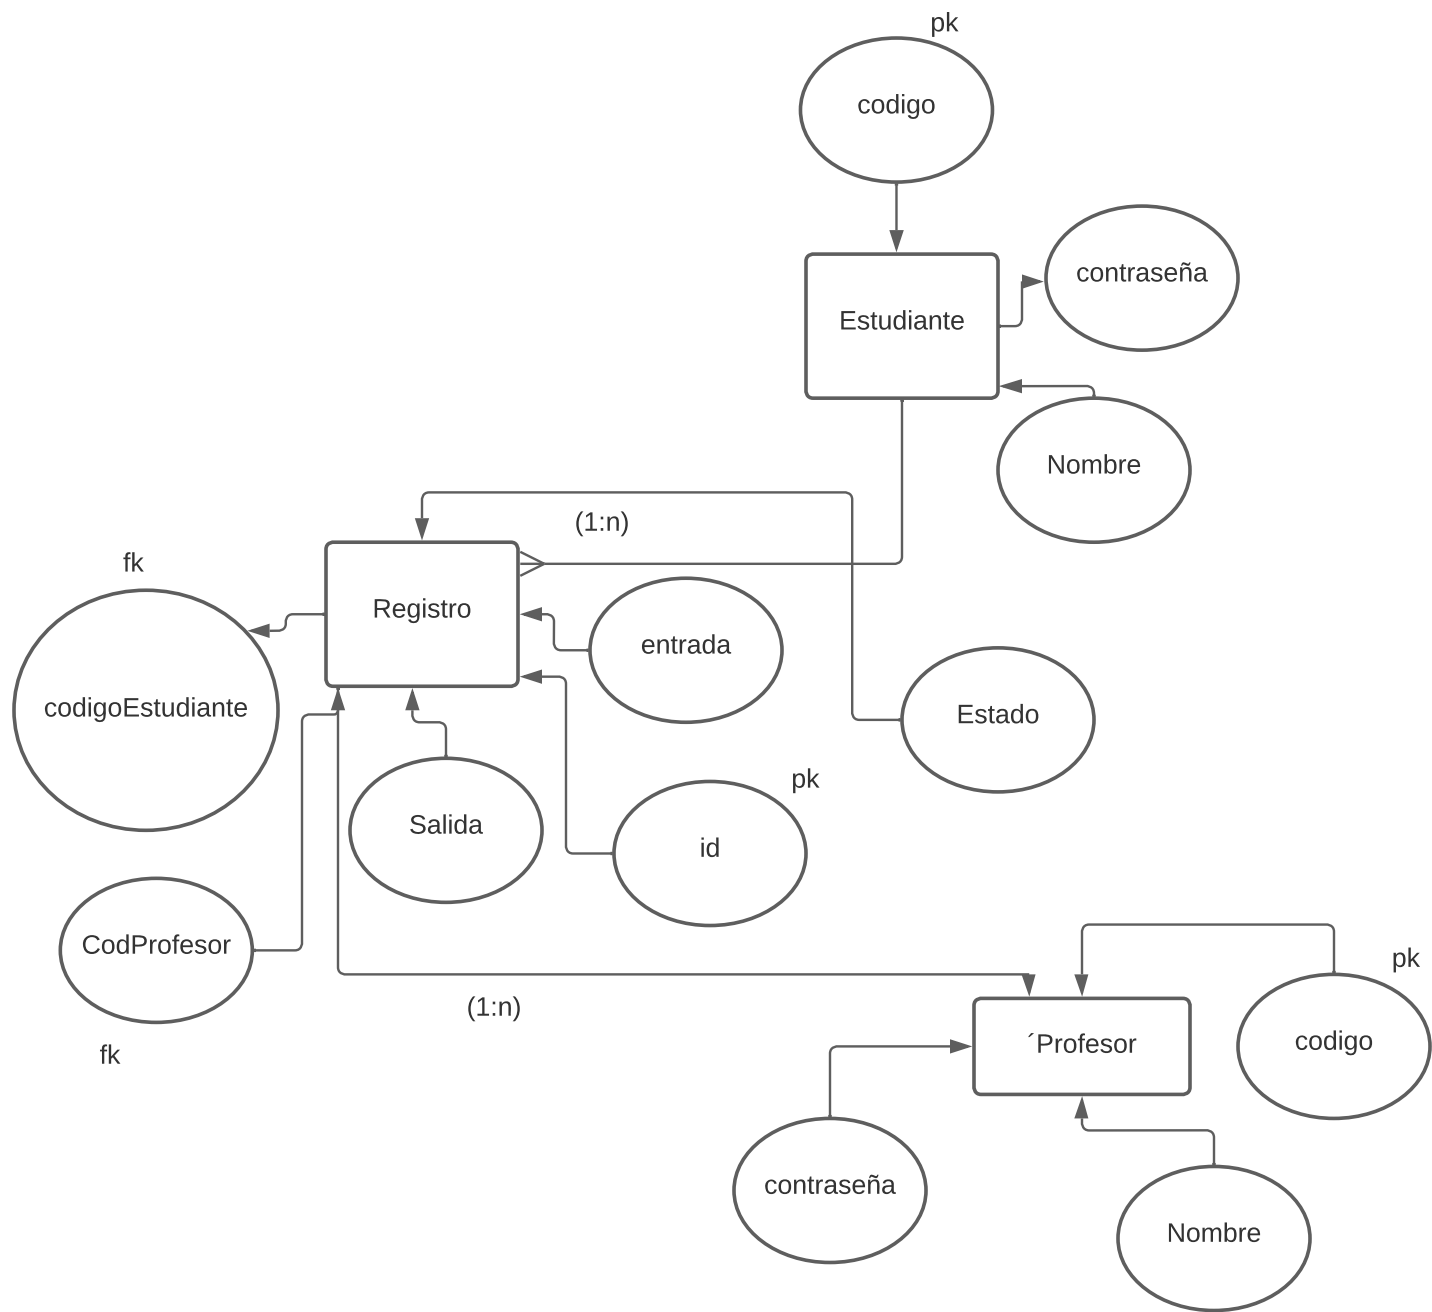 pk
codigo
contraseña
Estudiante
Nombre
(1:n)
fk
Registro
entrada
codigoEstudiante
Estado
pk
Salida
id
CodProfesor
pk
(1:n)
fk
´Profesor
codigo
contraseña
Nombre